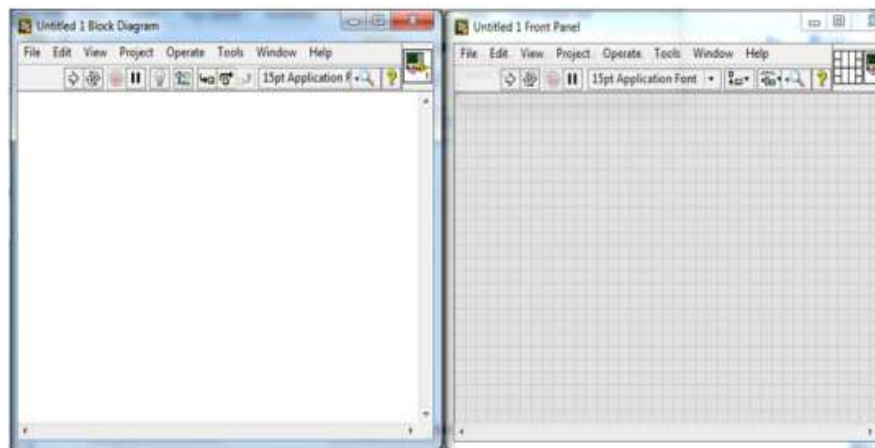 Untitled 1 Block Diagram
File Edit View Project Operate Tools Window Help
15pt Application F
?
1
Untitled 1 Front Panel
File Edit View Project Operate Tools Window Help
15pt Application Font
?